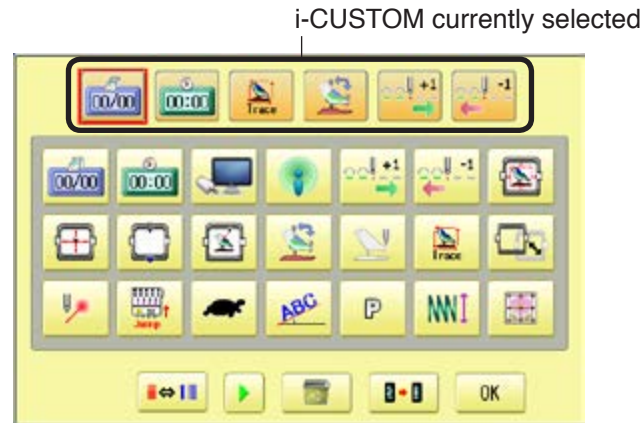 i-CUSTOM currently selected
00/00 00:00 Trace +1 -1
00/00 00:00 +1 -1
Trace
Jump ABC P
OK